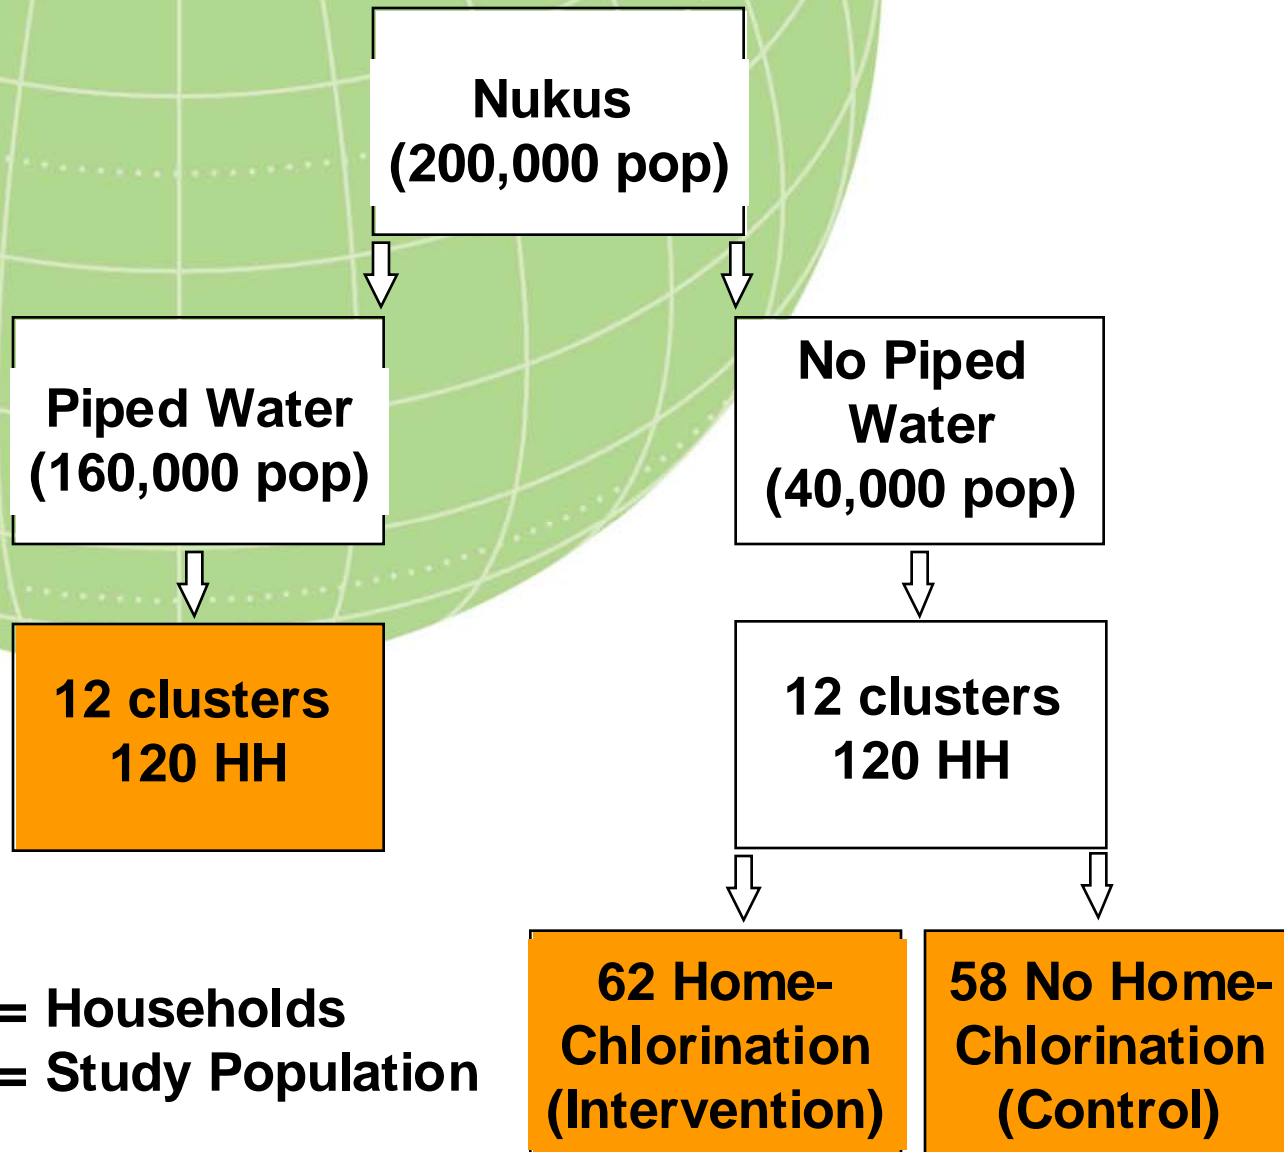 Nukus
(200,000 pop)
Piped Water
(160,000 pop)
No Piped
Water
(40,000 pop)
12 clusters
120 HH
12 clusters
120 HH
62 Home-
Chlorination
(Intervention)
58 No Home-
Chlorination
(Control)
= Households
= Study Population